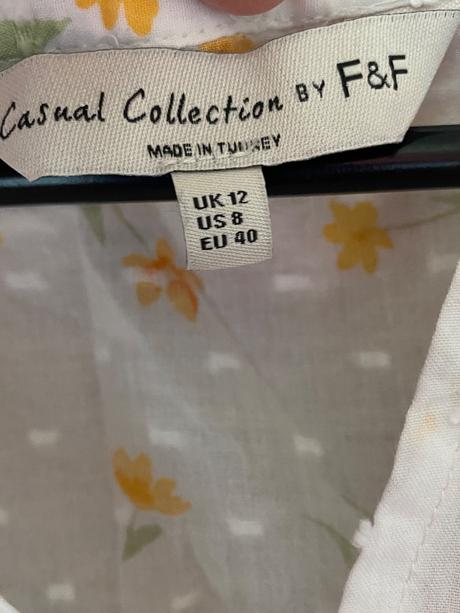 Casual Collection BY F&F
MADE IN TURKEY
UK 12
US 8
EU 40